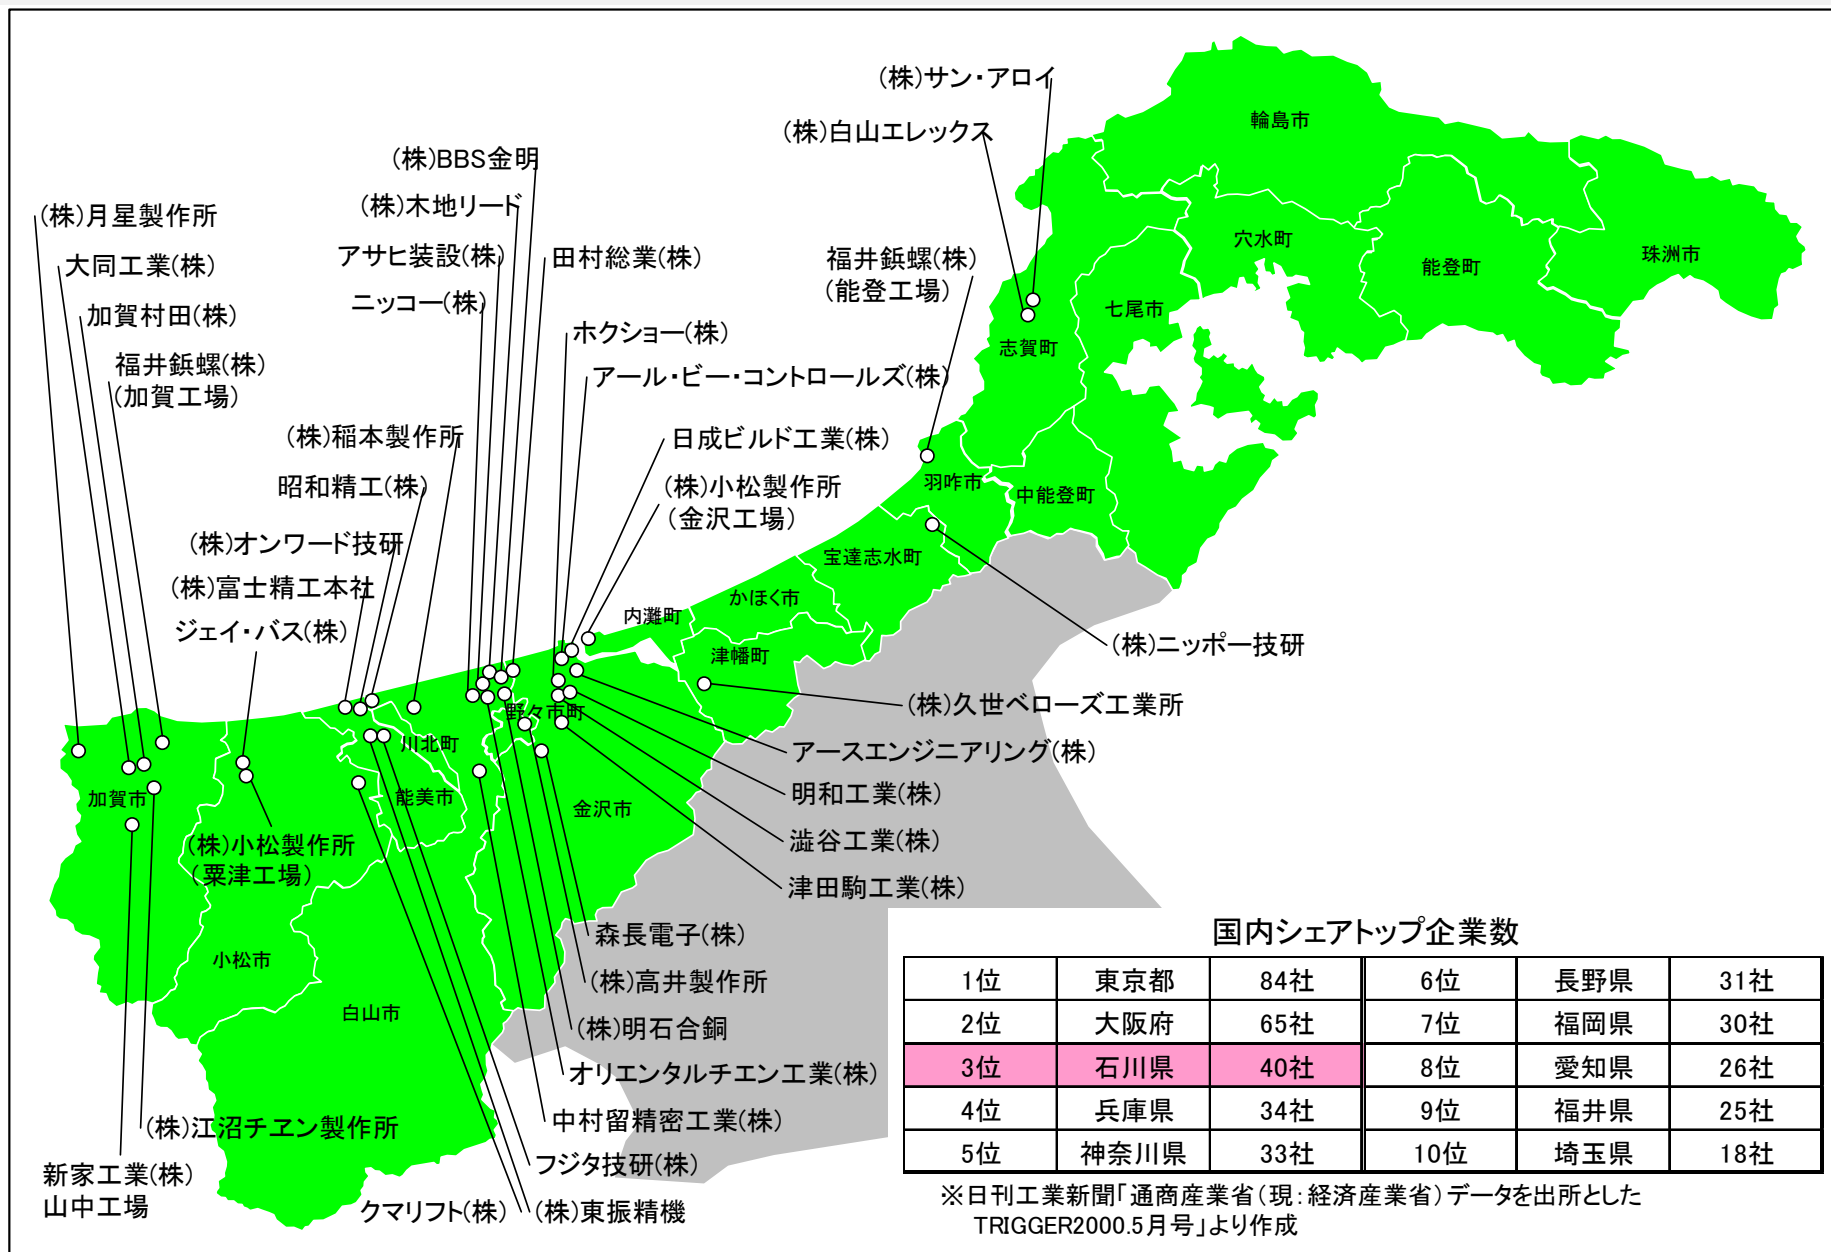 (株)サン・アロイ
(株)白山エレックス
輪島市
(株)BBS金明
(株)木地リード
(株)月星製作所
アサヒ装設(株)
田村総業(株)
大同工業(株)
福井鋲螺(株)
(能登工場)
穴水町
能登町
珠洲市
ニッコー(株)
七尾市
加賀村田(株)
ホクショー(株)
志賀町
福井鋲螺(株)
(加賀工場)
アール・ビー・コントロールズ(株)
(株)稲本製作所
日成ビルド工業(株)
昭和精工(株)
(株)小松製作所
(金沢工場)
羽咋市
中能登町
(株)オンワード技研
宝達志水町
(株)富士精工本社
かほく市
内灘町
ジェイ・バス(株)
津幡町
(株)ニッポー技研
(株)久世ベローズ工業所
野々市町
川北町
アースエンジニアリング(株)
加賀市
能美市
金沢市
明和工業(株)
(株)小松製作所
(粟津工場)
澁谷工業(株)
津田駒工業(株)
森長電子(株)
小松市
(株)高井製作所
白山市
(株)明石合銅
オリエンタルチエン工業(株)
中村留精密工業(株)
(株)江沼チヱン製作所
フジタ技研(株)
新家工業(株)
山中工場
クマリフト(株)
(株)東振精機
国内シェアトップ企業数
1位 東京都 84社 6位 長野県 31社
2位 大阪府 65社 7位 福岡県 30社
3位 石川県 40社 8位 愛知県 26社
4位 兵庫県 34社 9位 福井県 25社
5位 神奈川県 33社 10位 埼玉県 18社
※日刊工業新聞「通商産業省(現:経済産業省)データを出所とした
TRIGGER2000.5月号」より作成